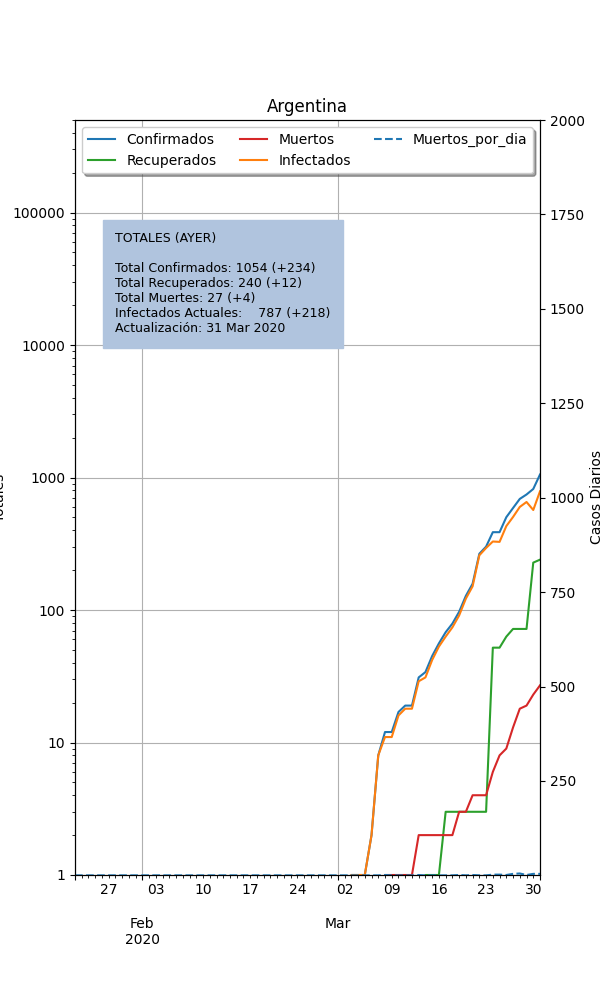 Argentina
Confirmados Muertos Muertos_por_dia
Recuperados Infectados
TOTALES (AYER)
Total Confirmados: 1054 (+234)
Total Recuperados: 240 (+12)
Total Muertes: 27 (+4)
Infectados Actuales: 787 (+218)
Actualización: 31 Mar 2020
100000
10000
1000
100
10
1
Totales
2000
1750
1500
1250
1000
750
500
250
Casos Diarios
27 03 10 17 24 02 09 16 23 30
Feb Mar
2020